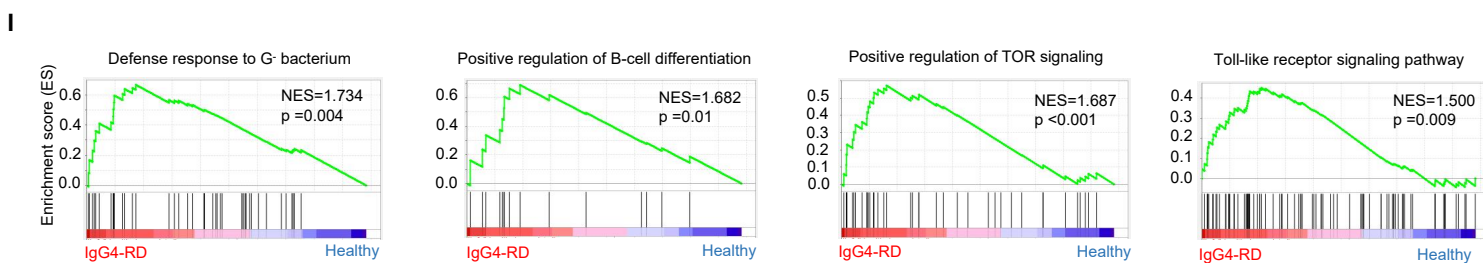 I
Defense response to G- bacterium
Enrichment score (ES)
0.6
0.4
0.2
0.0
NES=1.734
p =0.004
IgG4-RD
Healthy
Positive regulation of B-cell differentiation
0.6
0.4
0.2
0.0
NES=1.682
p =0.01
IgG4-RD
Healthy
Positive regulation of TOR signaling
0.5
0.4
0.3
0.2
0.1
0.0
NES=1.687
p <0.001
IgG4-RD
Healthy
Toll-like receptor signaling pathway
0.4
0.3
0.2
0.1
0.0
NES=1.500
p =0.009
IgG4-RD
Healthy